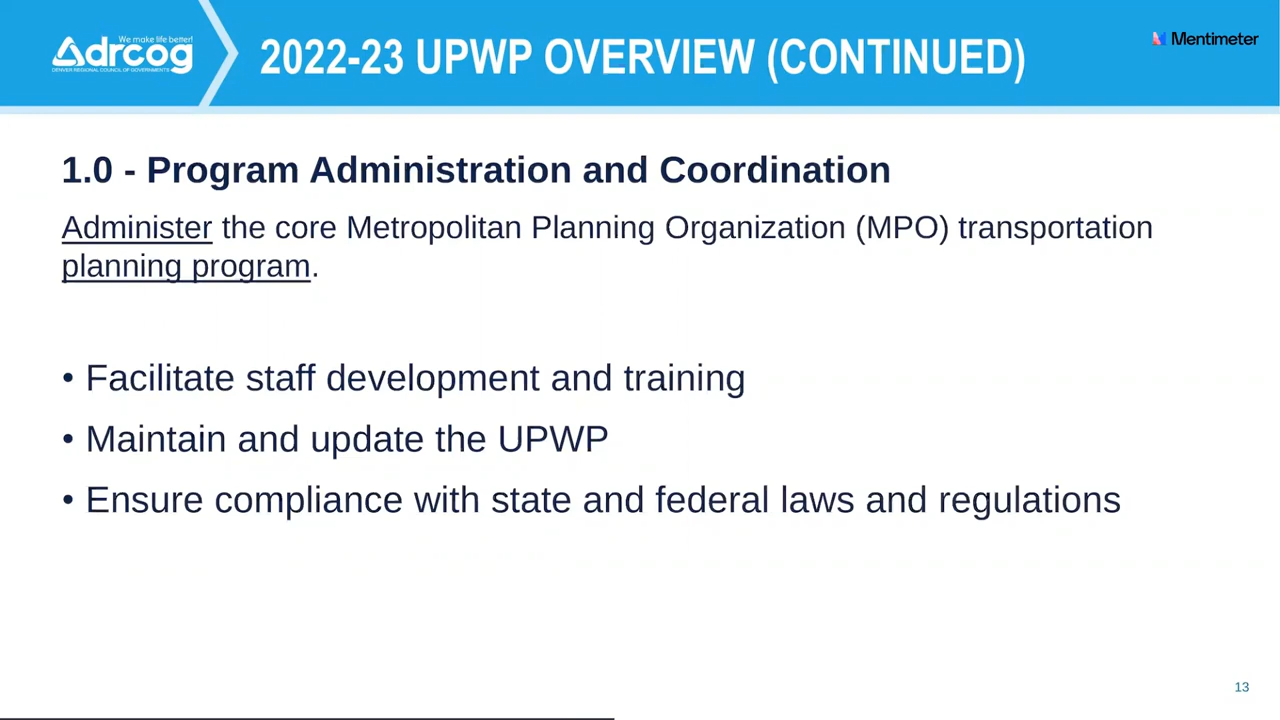 We make life better!
drcog
DENVER REGIONAL COUNCIL OF GOVERNMENTS
2022-23 UPWP OVERVIEW (CONTINUED)
Mentimeter
1.0 - Program Administration and Coordination
Administer the core Metropolitan Planning Organization (MPO) transportation
planning program.
• Facilitate staff development and training
• Maintain and update the UPWP
• Ensure compliance with state and federal laws and regulations
13